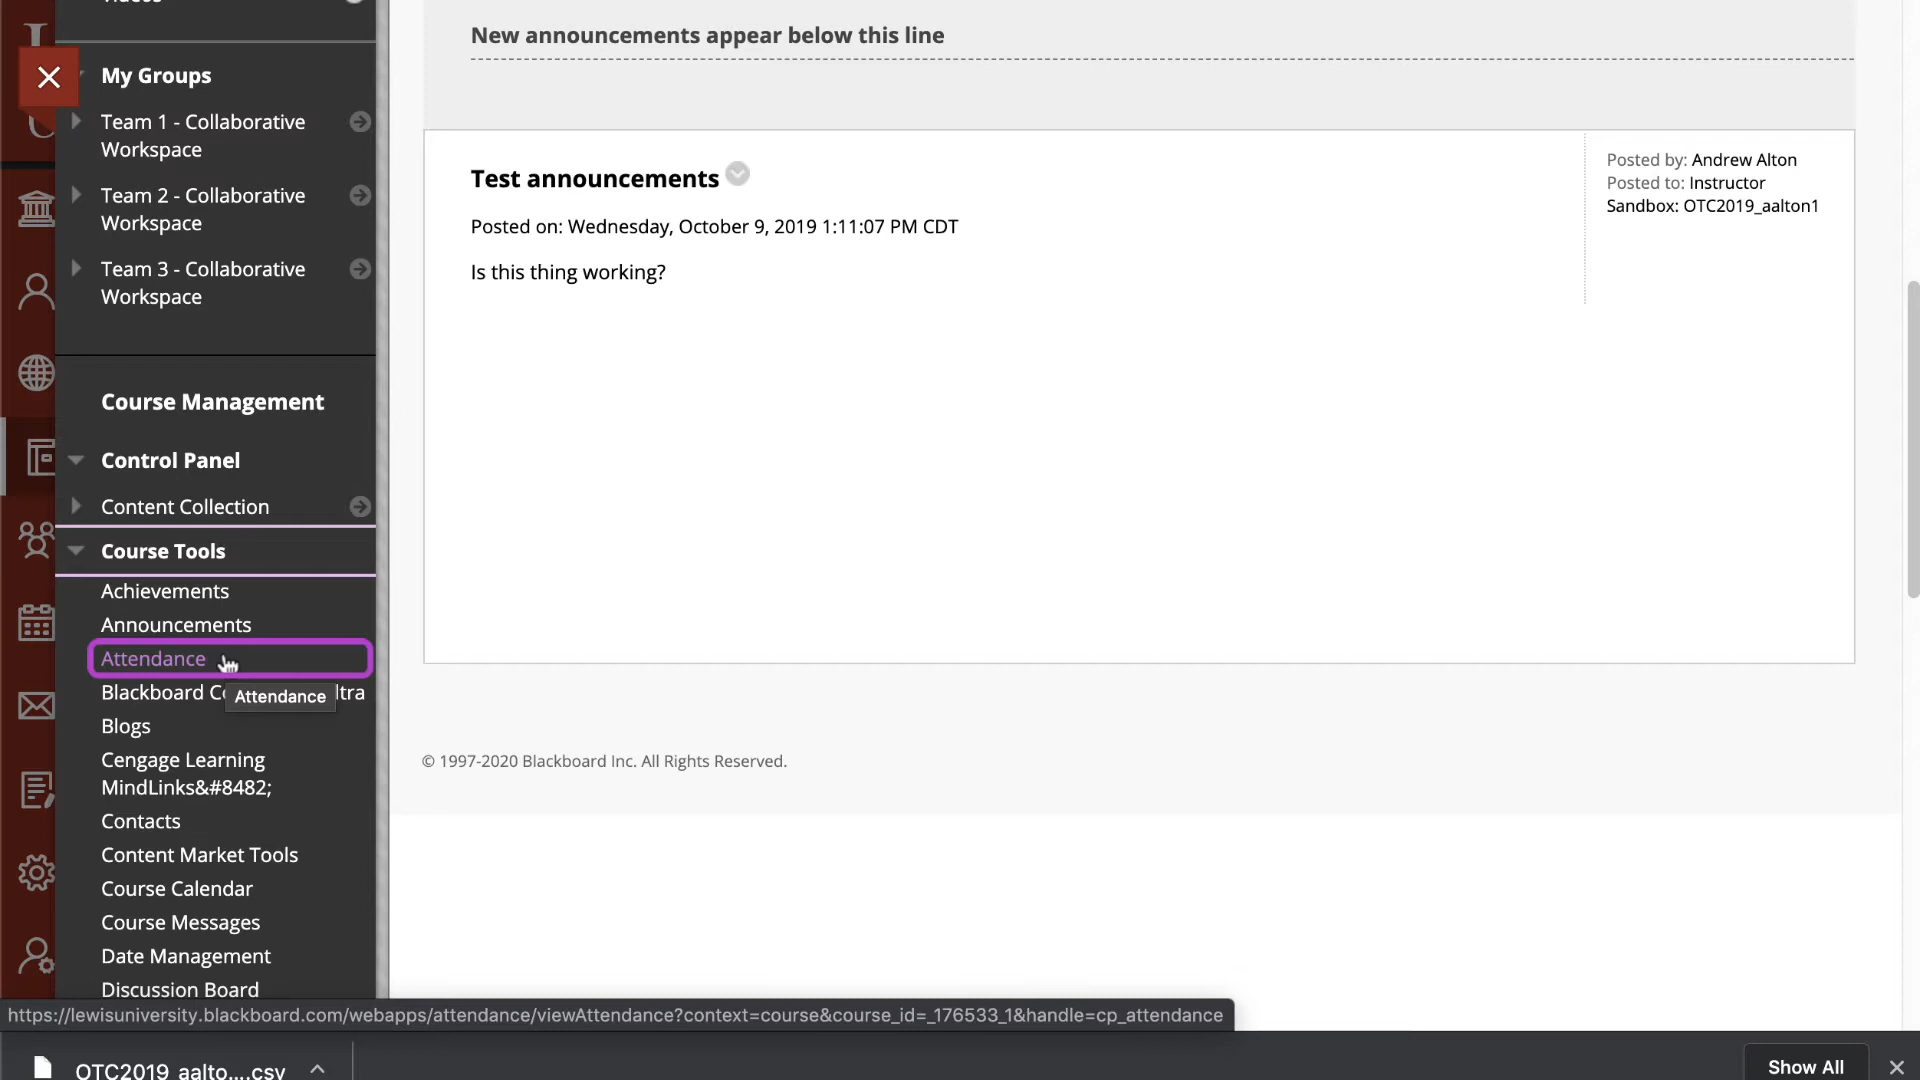 My Groups
Team 1 - Collaborative
Workspace
Team 2 - Collaborative
Workspace
Team 3 - Collaborative
Workspace
Course Management
Control Panel
Content Collection
Course Tools
Achievements
Announcements
Attendance
Blackboard
Attendance
Blogs
Cengage Learning
MindLinks&#8482;
Contacts
Content Market Tools
Course Calendar
Course Messages
Date Management
Discussion Board
New announcements appear below this line
Test announcements
Posted on: Wednesday, October 9, 2019 1:11:07 PM CDT
Is this thing working?
Posted by: Andrew Alton
Posted to: Instructor
Sandbox: OTC2019_aalton1
© 1997-2020 Blackboard Inc. All Rights Reserved.
https://lewisuniversity.blackboard.com/webapps/attendance/viewAttendance?context=course&course_id=_176533_1&handle=cp_attendance
OTC2019_aalto....csv
Show All